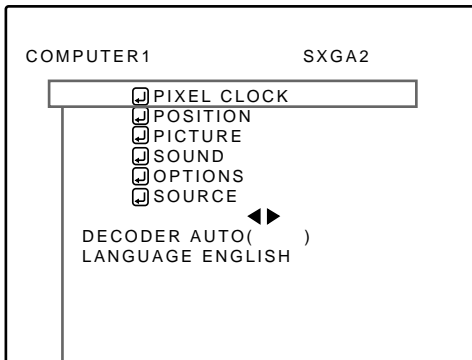 COMPUTER1 SXGA2
PIXEL CLOCK
POSITION
PICTURE
SOUND
OPTIONS
SOURCE
DECODER AUTO( )
LANGUAGE ENGLISH